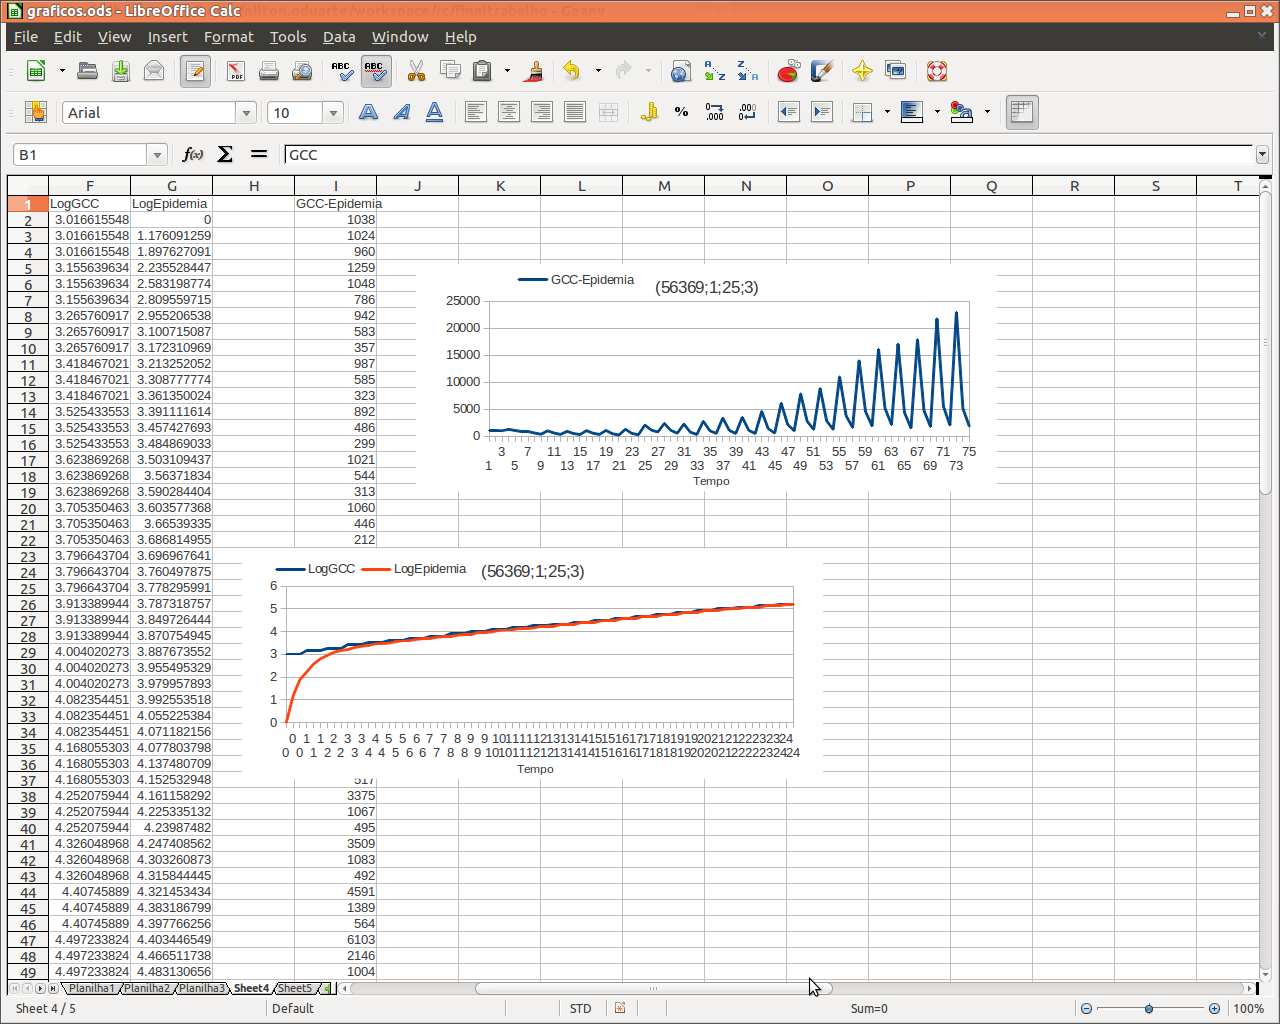 graficos.ods - LibreOffice Calc
File Edit View Insert Format Tools Data Window Help
Arial 10
B1 GCC
F G H I J K L M N O P Q R S T
1 LogGCC LogEpidemia GCC-Epidemia
2 3.016615548 0 1038
3 3.016615548 1.176091259 1024
4 3.016615548 1.897627091 960
5 3.155639634 2.235528447 1259
6 3.155639634 2.583198774 1048
7 3.155639634 2.809559715 786
8 3.265760917 2.955206538 942
9 3.265760917 3.100715087 583
10 3.265760917 3.172310969 357
11 3.418467021 3.213252052 987
12 3.418467021 3.308777774 585
13 3.418467021 3.361350024 323
14 3.525433553 3.391111614 892
15 3.525433553 3.457427693 486
16 3.525433553 3.484869033 299
17 3.623869268 3.503109437 1021
18 3.623869268 3.56371834 544
19 3.623869268 3.590284404 313
20 3.705350463 3.603577368 1060
21 3.705350463 3.66539335 446
22 3.705350463 3.686814955 212
23 3.796643704 3.696967641
24 3.796643704 3.760497875
25 3.796643704 3.778295991
26 3.913389944 3.787318757
27 3.913389944 3.849726444
28 3.913389944 3.870754945
29 4.004020273 3.887673552
30 4.004020273 3.955495329
31 4.004020273 3.979957893
32 4.082354451 3.992553518
33 4.082354451 4.055225384
34 4.082354451 4.071182156
35 4.168055303 4.077803798
36 4.168055303 4.137480709
37 4.168055303 4.152532948 517
38 4.252075944 4.161158292 3375
39 4.252075944 4.225335132 1067
40 4.252075944 4.23987482 495
41 4.326048968 4.247408562 3509
42 4.326048968 4.303260873 1083
43 4.326048968 4.315844445 492
44 4.40745889 4.321453434 4591
45 4.40745889 4.383186799 1389
46 4.40745889 4.397766256 564
47 4.497233824 4.403446549 6103
48 4.497233824 4.466511738 2146
49 4.497233824 4.483130656 1004
GCC-Epidemia (56369;1;25;3)
25000
20000
15000
10000
5000
0
3 7 11 15 19 23 27 31 35 39 43 47 51 55 59 63 67 71 75
1 5 9 13 17 21 25 29 33 37 41 45 49 53 57 61 65 69 73
Tempo
LogGCC LogEpidemia (56369;1;25;3)
6
5
4
3
2
1
0
0 1 2 2 3 4 5 5 6 7 7 8 9 10 11 12 12 13 14 15 15 16 17 17 18 19 20 20 21 22 22 23 24
0 0 1 2 3 3 4 5 6 6 7 8 8 9 10 10 11 12 13 13 14 15 16 16 17 18 18 19 20 21 21 22 23 23 24
Tempo
Planilha1 Planilha2 Planilha3 Sheet4 Sheet5
Sheet 4 / 5 Default STD Sum=0 100%